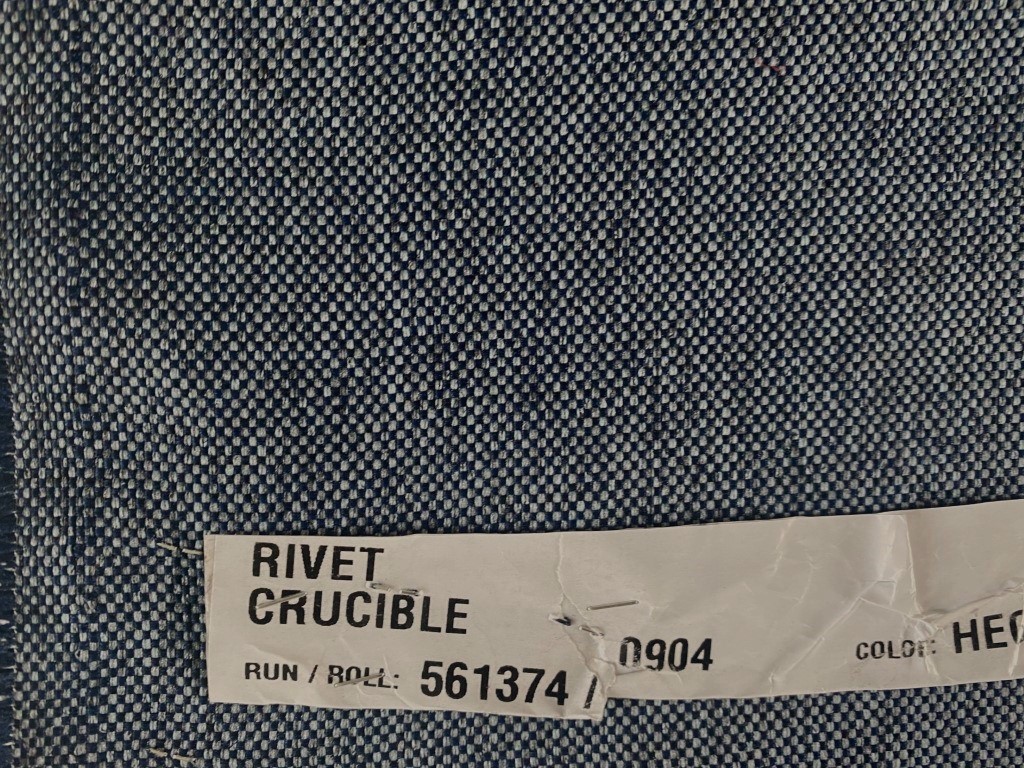 RIVET
CRUCIBLE
RUN / ROLL: 561374 / 0904 COLOR: